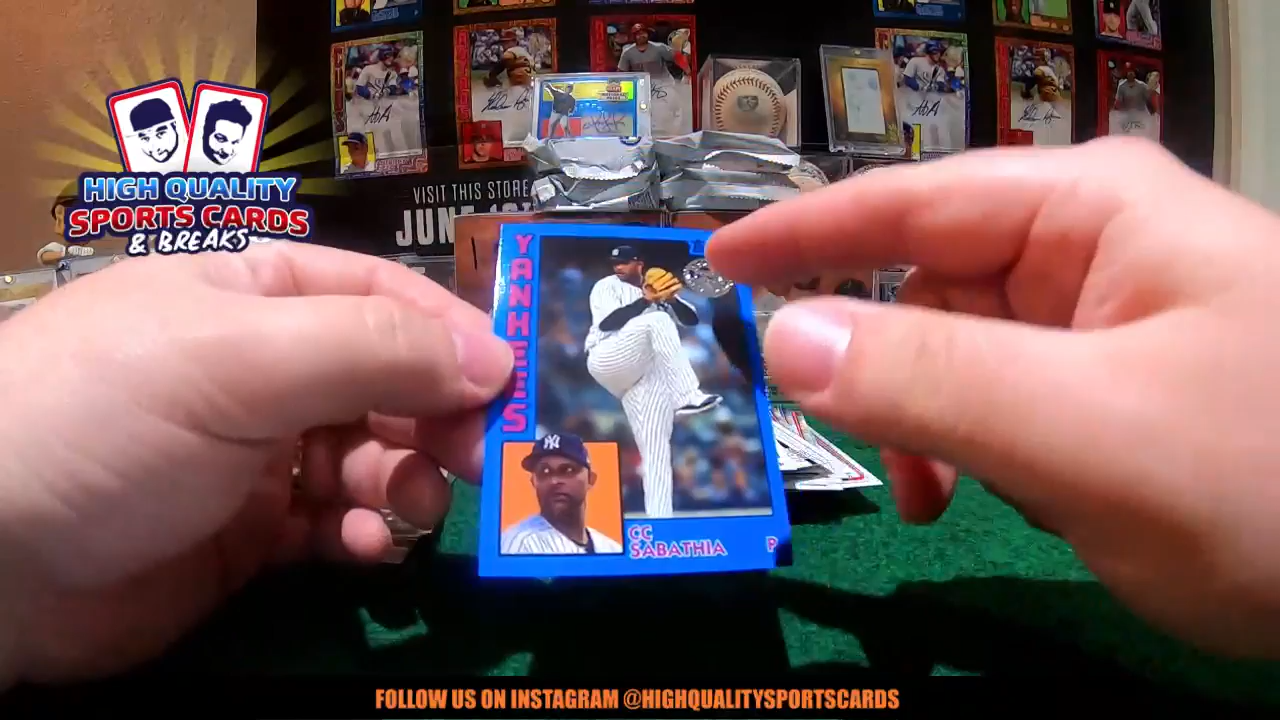 HIGH QUALITY
SPORTS CARDS
& BREAKS
VISIT THIS STORE
JUNE
YANKEES
CC
SABATHIA
P
FOLLOW US ON INSTAGRAM @HIGHQUALITYSPORTSCARDS